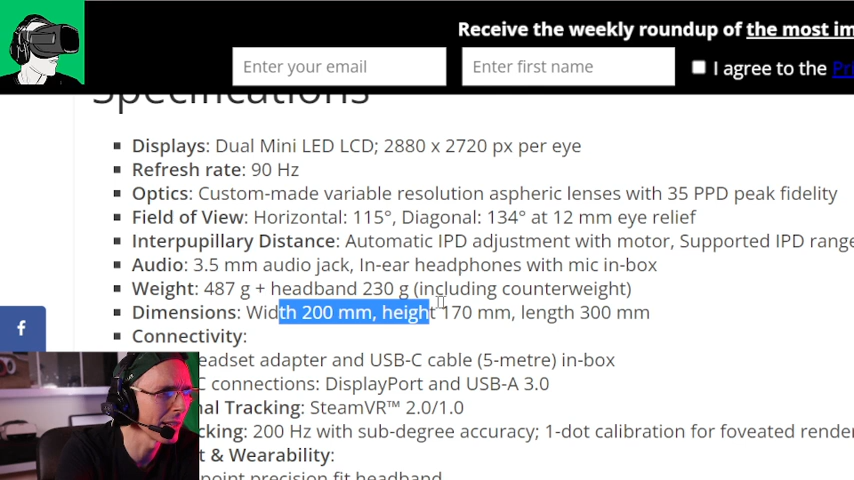 Receive the weekly roundup of the most im
Enter your email
Enter first name
I agree to the Pri
Specifications
Displays: Dual Mini LED LCD; 2880 x 2720 px per eye
Refresh rate: 90 Hz
Optics: Custom-made variable resolution aspheric lenses with 35 PPD peak fidelity
Field of View: Horizontal: 115°, Diagonal: 134° at 12 mm eye relief
Interpupillary Distance: Automatic IPD adjustment with motor, Supported IPD range
Audio: 3.5 mm audio jack, In-ear headphones with mic in-box
Weight: 487 g + headband 230 g (including counterweight)
Dimensions: Width 200 mm, height 170 mm, length 300 mm
Connectivity:
eadset adapter and USB-C cable (5-metre) in-box
C connections: DisplayPort and USB-A 3.0
nal Tracking: SteamVR™ 2.0/1.0
cking: 200 Hz with sub-degree accuracy; 1-dot calibration for foveated render
t & Wearability:
point precision fit headband